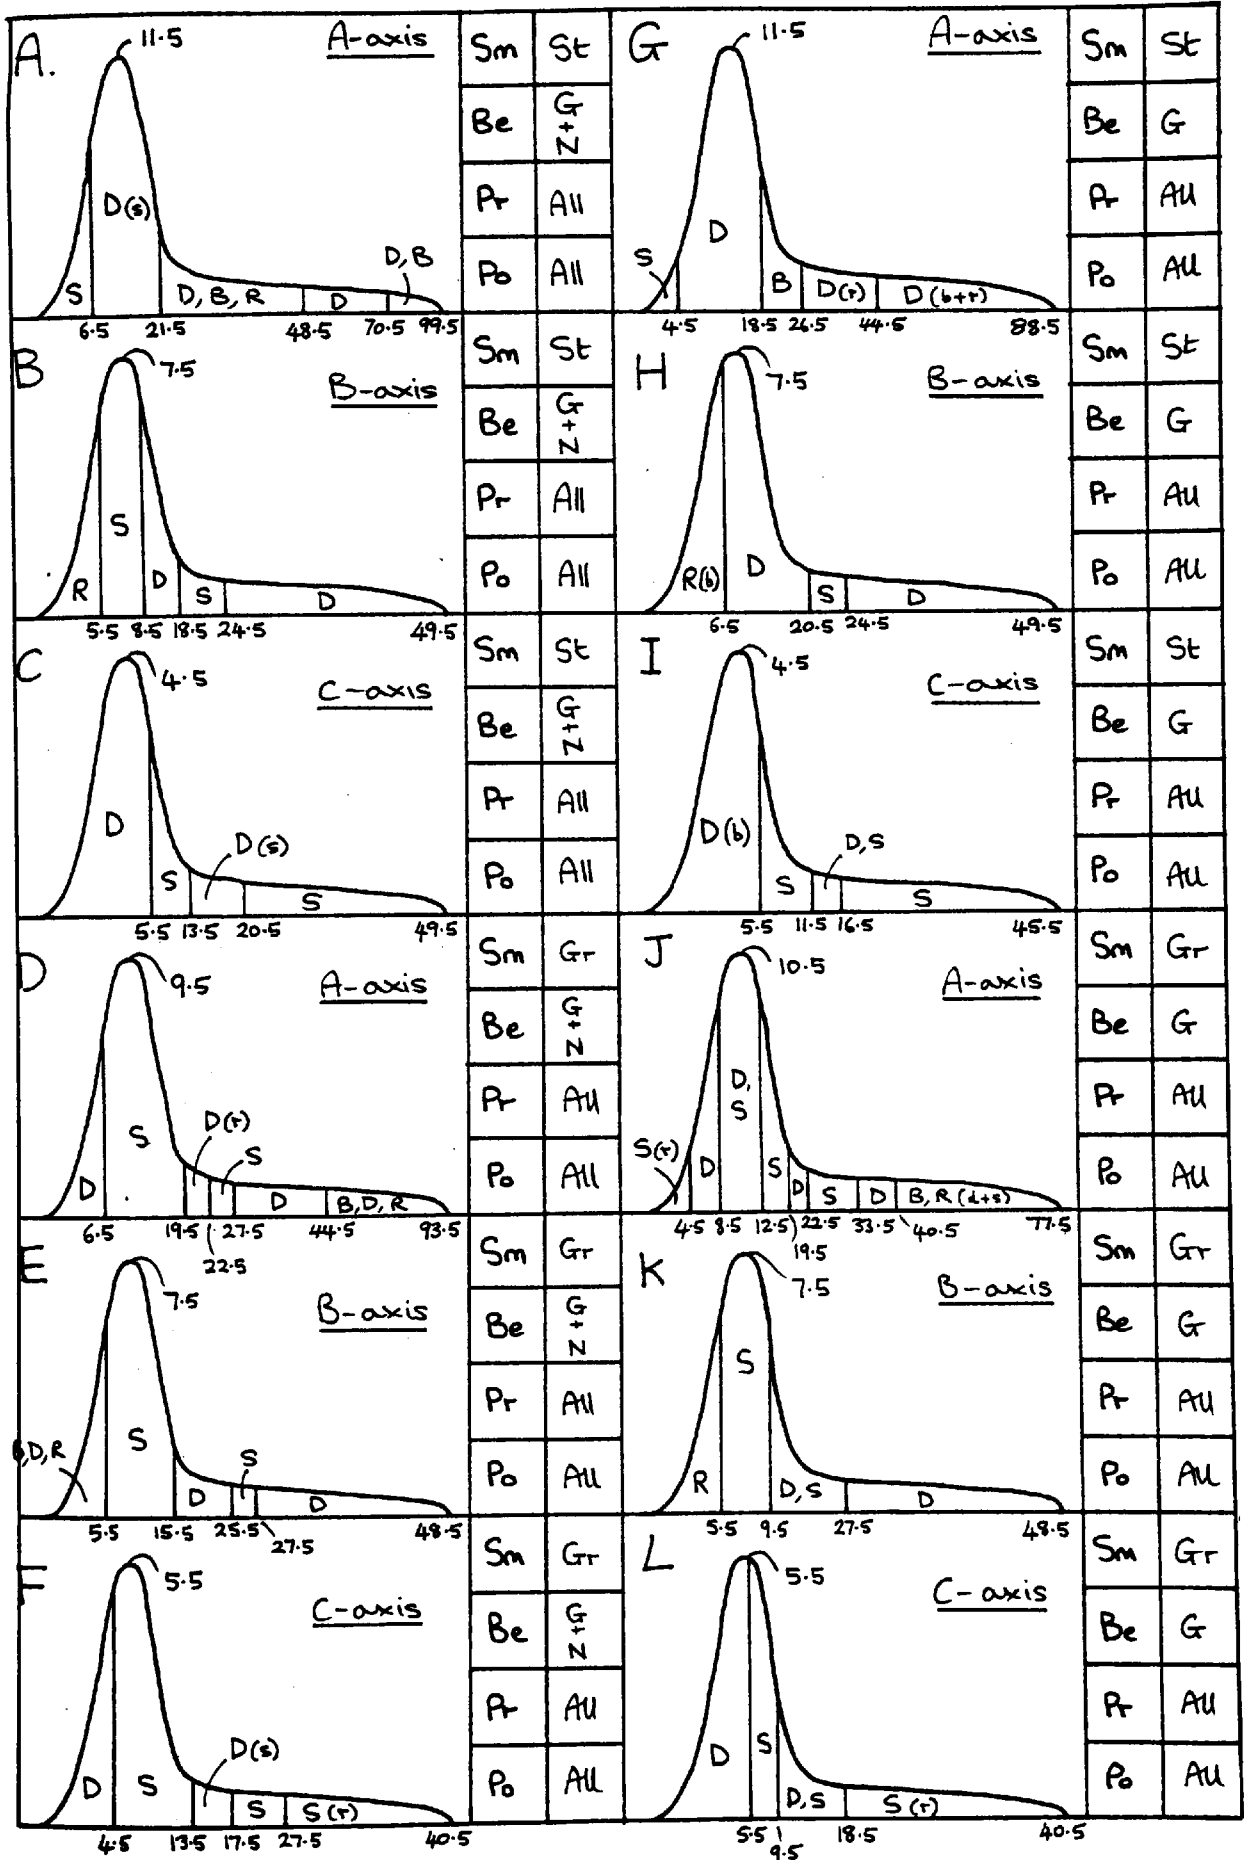 A.
11.5
A-axis
S
D(s)
D, B, R
D
D, B
6.5 21.5 48.5 70.5 99.5
Sm St
Be G+N
Pr All
Po All
B
7.5
B-axis
R
S
D
S
D
5.5 8.5 18.5 24.5 49.5
Sm St
Be G+N
Pr All
Po All
C
4.5
C-axis
D
S
D(s)
S
5.5 13.5 20.5 49.5
Sm St
Be G+N
Pr All
Po All
D
9.5
A-axis
D
S
D(r)
S
D
B, D, R
6.5 19.5 27.5 44.5 93.5
22.5
Sm Gr
Be G+N
Pr All
Po All
E
7.5
B-axis
B,D,R
S
D
S
D
5.5 15.5 25.5 48.5
27.5
Sm Gr
Be G+N
Pr All
Po All
F
5.5
C-axis
D
S
D(s)
S
S(r)
4.5 13.5 17.5 27.5 40.5
Sm Gr
Be G+N
Pr All
Po All
G
11.5
A-axis
S
D
B
D(r)
D(b+r)
4.5 18.5 26.5 44.5 88.5
Sm St
Be G
Pr All
Po All
H
7.5
B-axis
R(b)
D
S
D
6.5 20.5 24.5 49.5
Sm St
Be G
Pr All
Po All
I
4.5
C-axis
D(b)
S
D,S
S
5.5 11.5 16.5 45.5
Sm St
Be G
Pr All
Po All
J
10.5
A-axis
S(r)
D
D, S
S
D
S
D
B, R(d+s)
4.5 8.5 12.5 22.5 33.5 40.5 77.5
19.5
Sm Gr
Be G
Pr All
Po All
K
7.5
B-axis
R
S
D,S
D
5.5 9.5 27.5 48.5
Sm Gr
Be G
Pr All
Po All
L
5.5
C-axis
D
S
D,S
S(r)
5.5 18.5 40.5
9.5
Sm Gr
Be G
Pr All
Po All